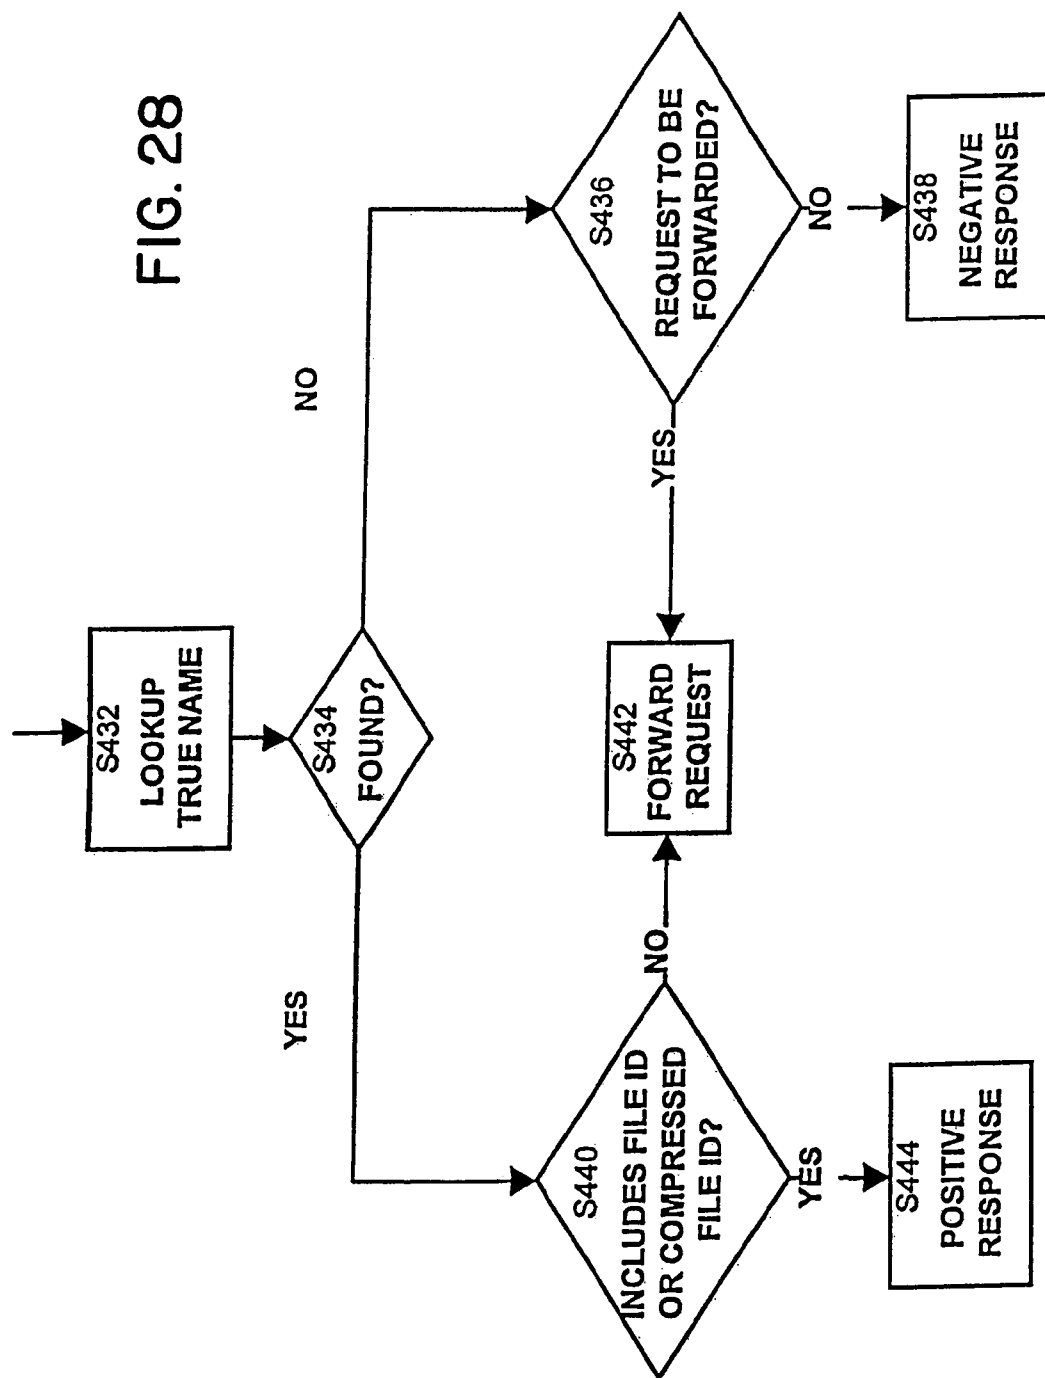 FIG. 28
S432
LOOKUP
TRUE NAME
S434
FOUND?
YES
NO
S440
INCLUDES FILE ID
OR COMPRESSED
FILE ID?
NO
S442
FORWARD
REQUEST
YES
S436
REQUEST TO BE
FORWARDED?
YES
S444
POSITIVE
RESPONSE
NO
S438
NEGATIVE
RESPONSE